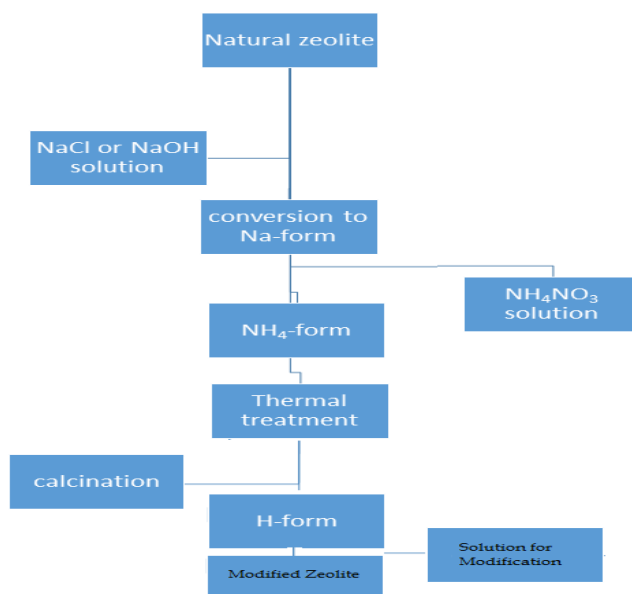 Natural zeolite
NaCl or NaOH
solution
conversion to
Na-form
NH₄NO₃
solution
NH₄-form
Thermal
treatment
calcination
H-form
Solution for
Modification
Modified Zeolite